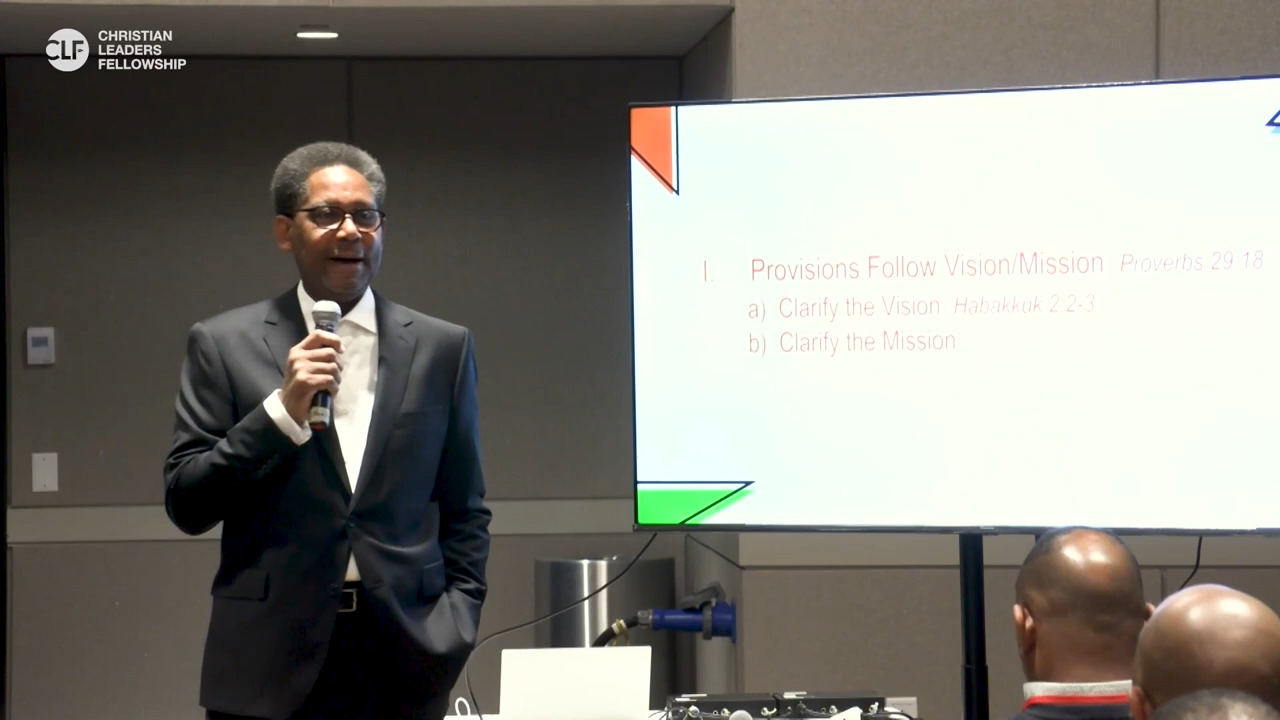 CLF
CHRISTIAN
LEADERS
FELLOWSHIP
I. Provisions Follow Vision/Mission Proverbs 29:18
a) Clarify the Vision Habakkuk 2:2-3
b) Clarify the Mission